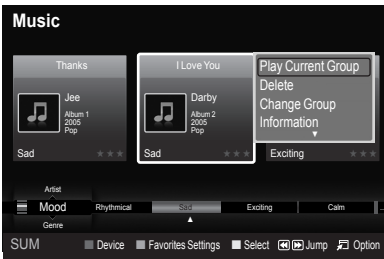 Music
Thanks
Jee
Album 1
2005
Pop
Sad
I Love You
Darby
Album 2
2005
Pop
Sad
Play Current Group
Delete
Change Group
Information
Exciting
Artist
Mood
Genre
Rhythmical
Sad
Exciting
Calm
SUM
Device
Favorites Settings
Select
Jump
Option